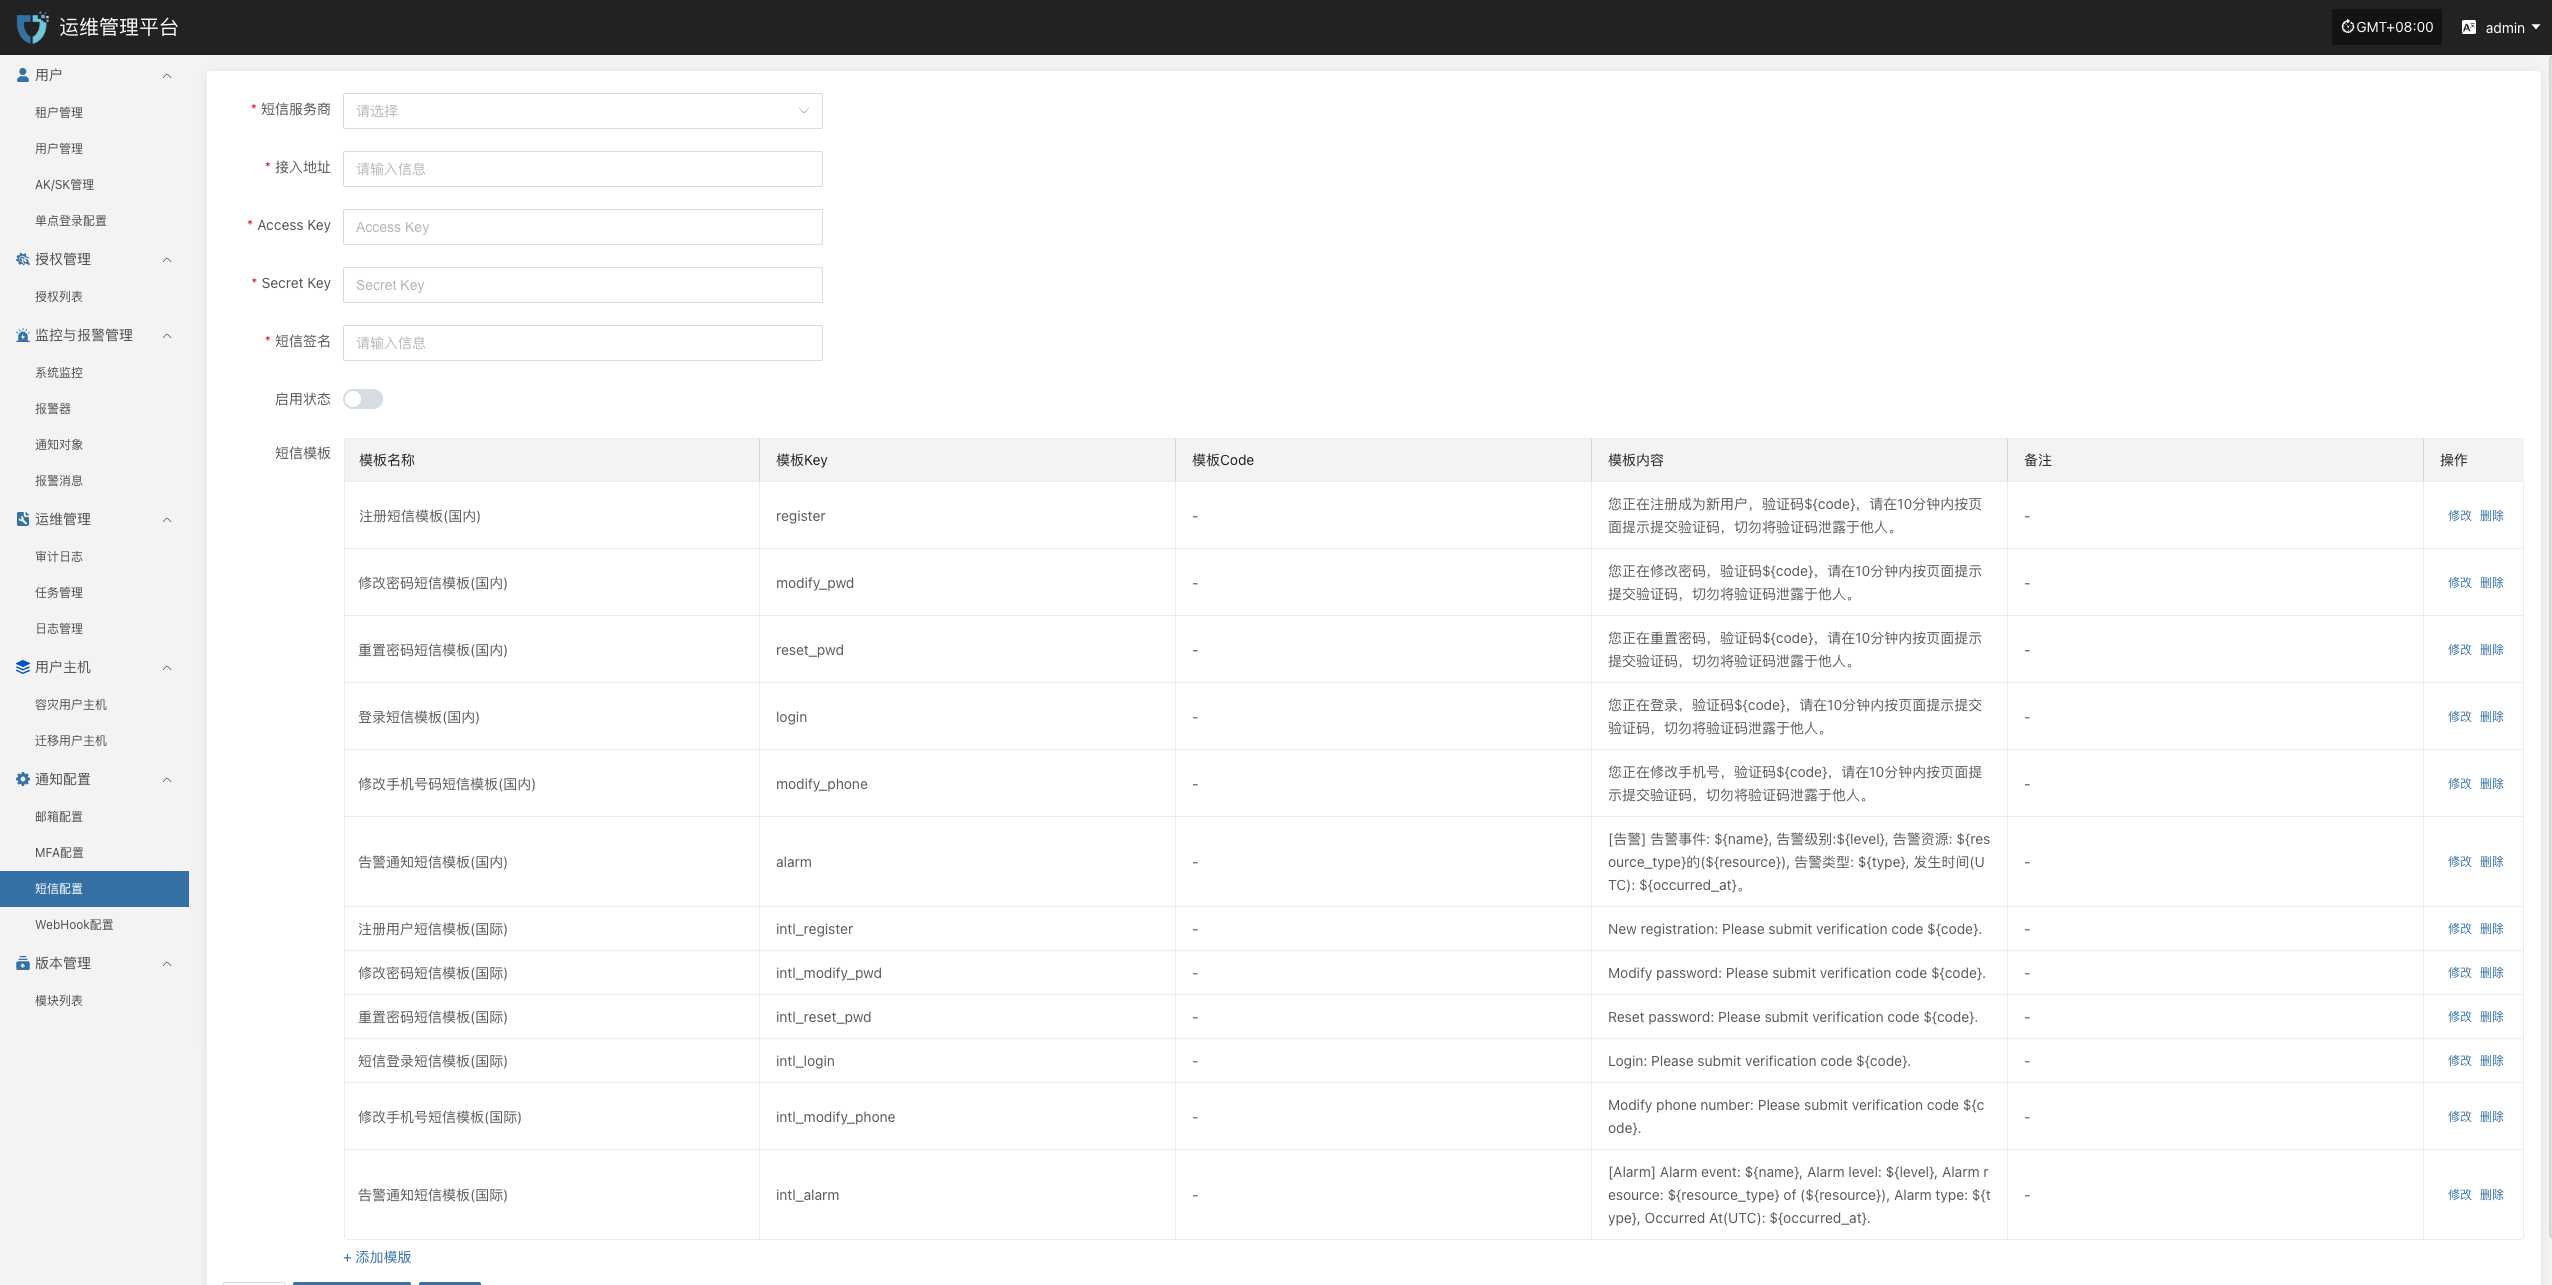 运维管理平台
GMT+08:00
admin
用户
租户管理
用户管理
AK/SK管理
单点登录配置
授权管理
授权列表
监控与报警管理
系统监控
报警器
通知对象
报警消息
运维管理
审计日志
任务管理
日志管理
用户主机
容灾用户主机
迁移用户主机
通知配置
邮箱配置
MFA配置
短信配置
WebHook配置
版本管理
模块列表
* 短信服务商 请选择
* 接入地址 请输入信息
* Access Key Access Key
* Secret Key Secret Key
* 短信签名 请输入信息
启用状态
短信模板
模板名称 模板Key 模板Code 模板内容 备注 操作
注册短信模板(国内) register - 您正在注册成为新用户，验证码${code}，请在10分钟内按页
面提示提交验证码，切勿将验证码泄露于他人。 - 修改 删除
修改密码短信模板(国内) modify_pwd - 您正在修改密码，验证码${code}，请在10分钟内按页面提示
提交验证码，切勿将验证码泄露于他人。 - 修改 删除
重置密码短信模板(国内) reset_pwd - 您正在重置密码，验证码${code}，请在10分钟内按页面提示
提交验证码，切勿将验证码泄露于他人。 - 修改 删除
登录短信模板(国内) login - 您正在登录，验证码${code}，请在10分钟内按页面提示提交
验证码，切勿将验证码泄露于他人。 - 修改 删除
修改手机号码短信模板(国内) modify_phone - 您正在修改手机号，验证码${code}，请在10分钟内按页面提
示提交验证码，切勿将验证码泄露于他人。 - 修改 删除
告警通知短信模板(国内) alarm - [告警] 告警事件: ${name}, 告警级别:${level}, 告警资源: ${res
ource_type}的(${resource}), 告警类型: ${type}, 发生时间(U
TC): ${occurred_at}。 - 修改 删除
注册用户短信模板(国际) intl_register - New registration: Please submit verification code ${code}. - 修改 删除
修改密码短信模板(国际) intl_modify_pwd - Modify password: Please submit verification code ${code}. - 修改 删除
重置密码短信模板(国际) intl_reset_pwd - Reset password: Please submit verification code ${code}. - 修改 删除
短信登录短信模板(国际) intl_login - Login: Please submit verification code ${code}. - 修改 删除
修改手机号短信模板(国际) intl_modify_phone - Modify phone number: Please submit verification code ${c
ode}. - 修改 删除
告警通知短信模板(国际) intl_alarm - [Alarm] Alarm event: ${name}, Alarm level: ${level}, Alarm r
esource: ${resource_type} of (${resource}), Alarm type: ${t
ype}, Occurred At(UTC): ${occurred_at}. - 修改 删除
+ 添加模版